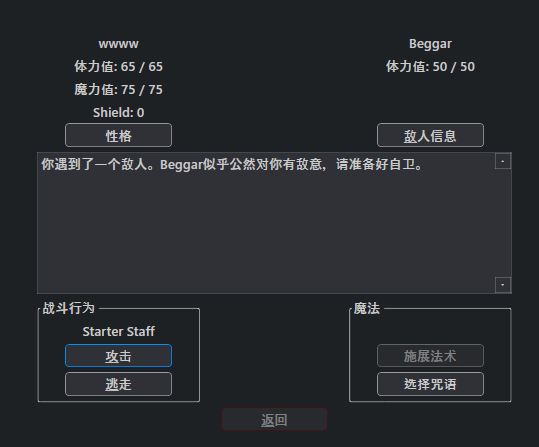 wwww
Beggar
体力值: 65 / 65
体力值: 50 / 50
魔力值: 75 / 75
Shield: 0
性格
敌人信息
你遇到了一个敌人。Beggar似乎公然对你有敌意，请准备好自卫。
战斗行为
魔法
Starter Staff
攻击
施展法术
逃走
选择咒语
返回